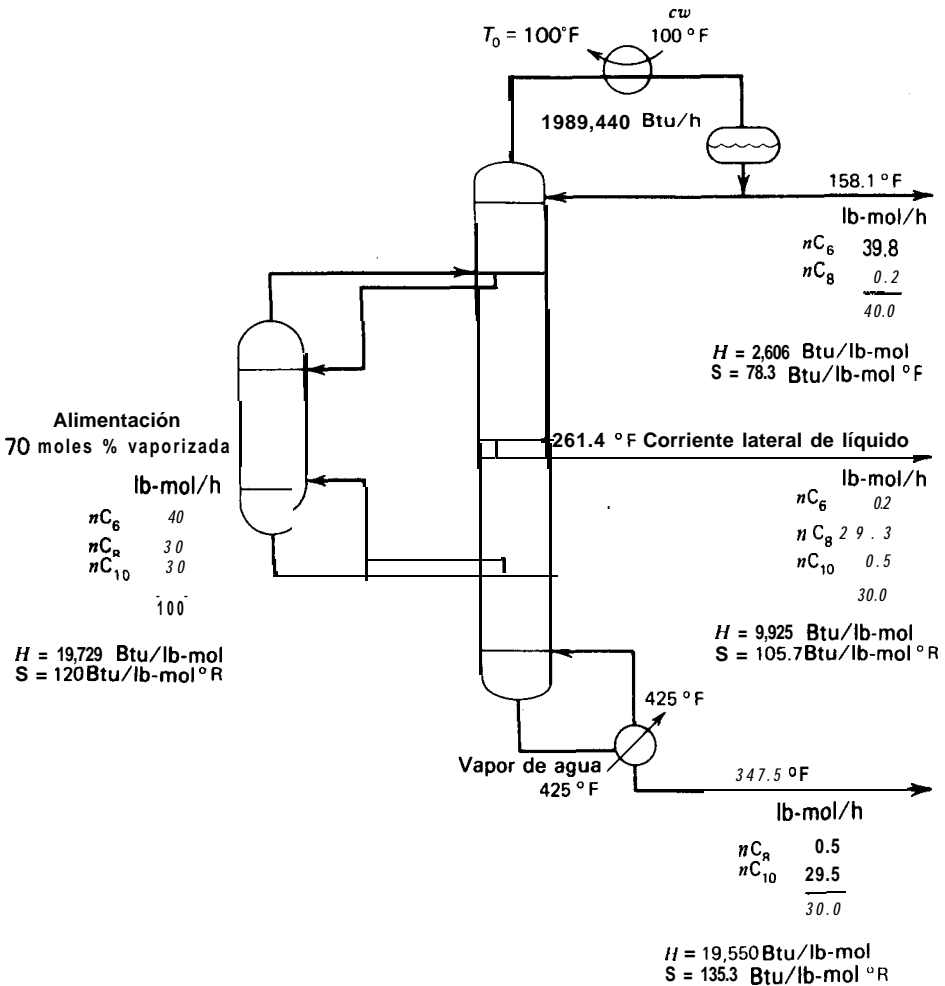 cw
T₀ = 100°F
100 °F
1989,440 Btu/h
158.1 °F
lb-mol/h
nC₆ 39.8
nC₈ 0.2
40.0
H = 2,606 Btu/lb-mol
S = 78.3 Btu/lb-mol °F
Alimentación
70 moles % vaporizada
lb-mol/h
nC₆ 40
nC₈ 30
nC₁₀ 30
100
H = 19,729 Btu/lb-mol
S = 120 Btu/lb-mol °R
261.4 °F Corriente lateral de líquido
lb-mol/h
nC₆ 02
nC₈ 29.3
nC₁₀ 0.5
30.0
H = 9,925 Btu/lb-mol
S = 105.7 Btu/lb-mol °R
425 °F
Vapor de agua
425 °F
347.5 °F
lb-mol/h
nC₈ 0.5
nC₁₀ 29.5
30.0
H = 19,550 Btu/lb-mol
S = 135.3 Btu/lb-mol °R